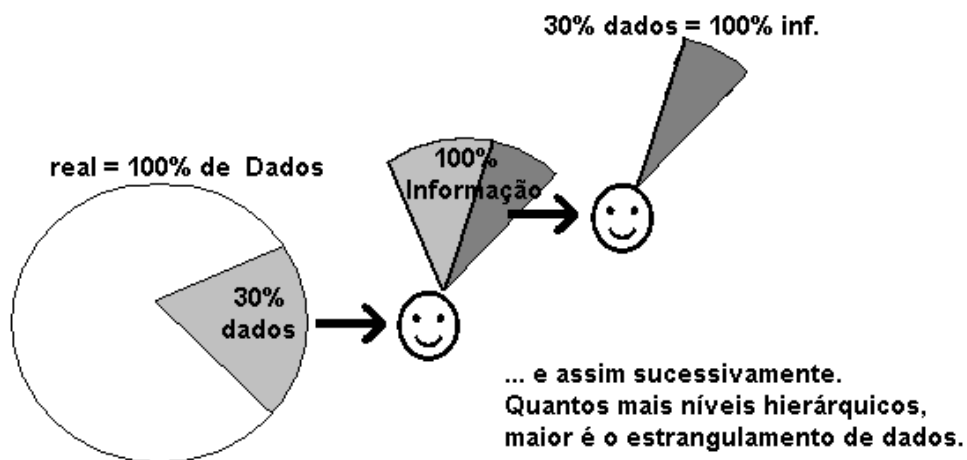 30% dados = 100% inf.
real = 100% de Dados
100%
Informação
30%
dados
... e assim sucessivamente.
Quantos mais níveis hierárquicos,
maior é o estrangulamento de dados.